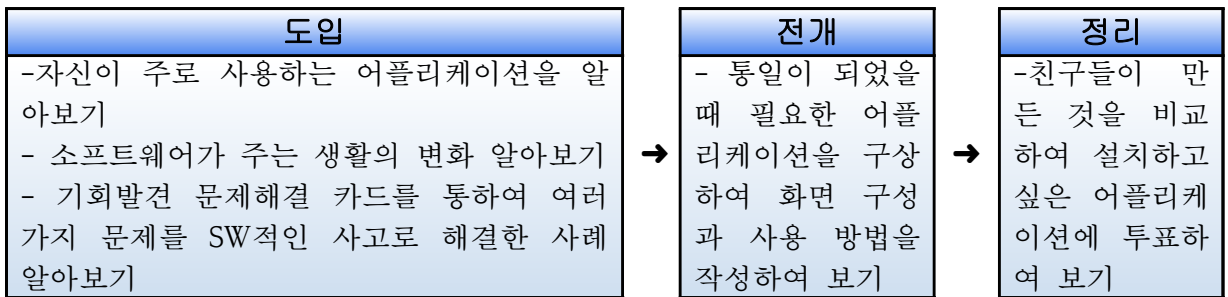 도입
-자신이 주로 사용하는 어플리케이션을 알
아보기
- 소프트웨어가 주는 생활의 변화 알아보기
- 기회발견 문제해결 카드를 통하여 여러
가지 문제를 SW적인 사고로 해결한 사례
알아보기
➜
전개
- 통일이 되었을
때 필요한 어플
리케이션을 구상
하여 화면 구성
과 사용 방법을
작성하여 보기
➜
정리
-친구들이 만
든 것을 비교
하여 설치하고
싶은 어플리케
이션에 투표하
여 보기